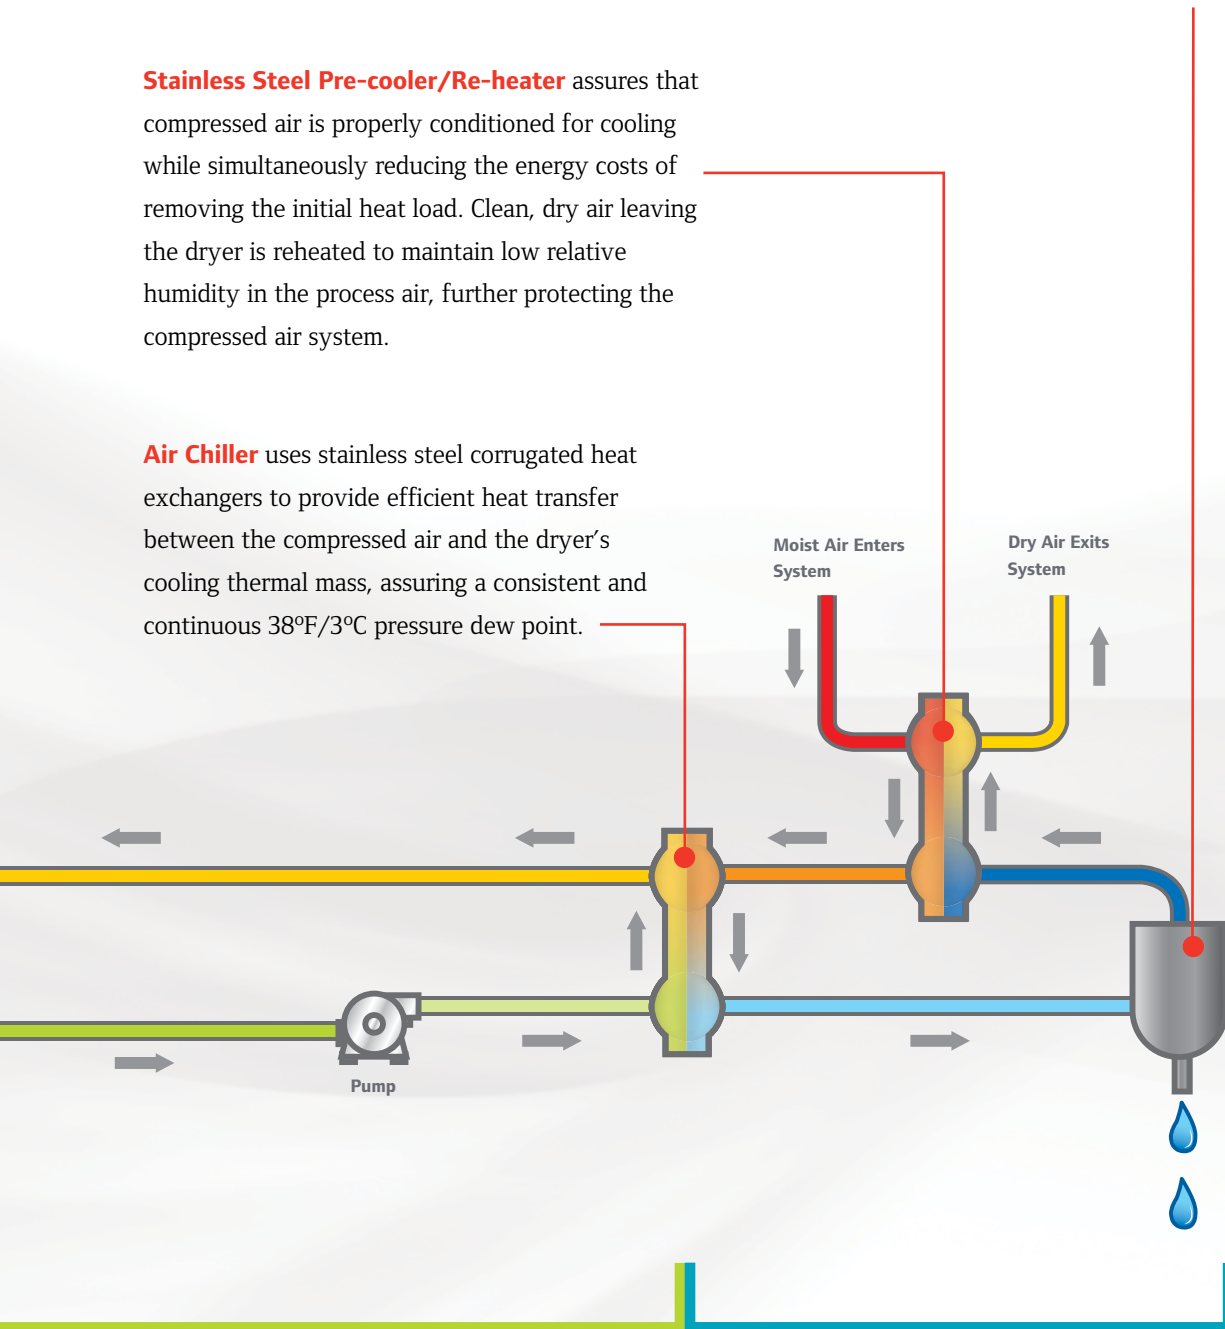 Stainless Steel Pre-cooler/Re-heater assures that
compressed air is properly conditioned for cooling
while simultaneously reducing the energy costs of
removing the initial heat load. Clean, dry air leaving
the dryer is reheated to maintain low relative
humidity in the process air, further protecting the
compressed air system.
Air Chiller uses stainless steel corrugated heat
exchangers to provide efficient heat transfer
between the compressed air and the dryer′s
cooling thermal mass, assuring a consistent and
continuous 38ºF/3ºC pressure dew point.
Moist Air Enters
System
Dry Air Exits
System
Pump